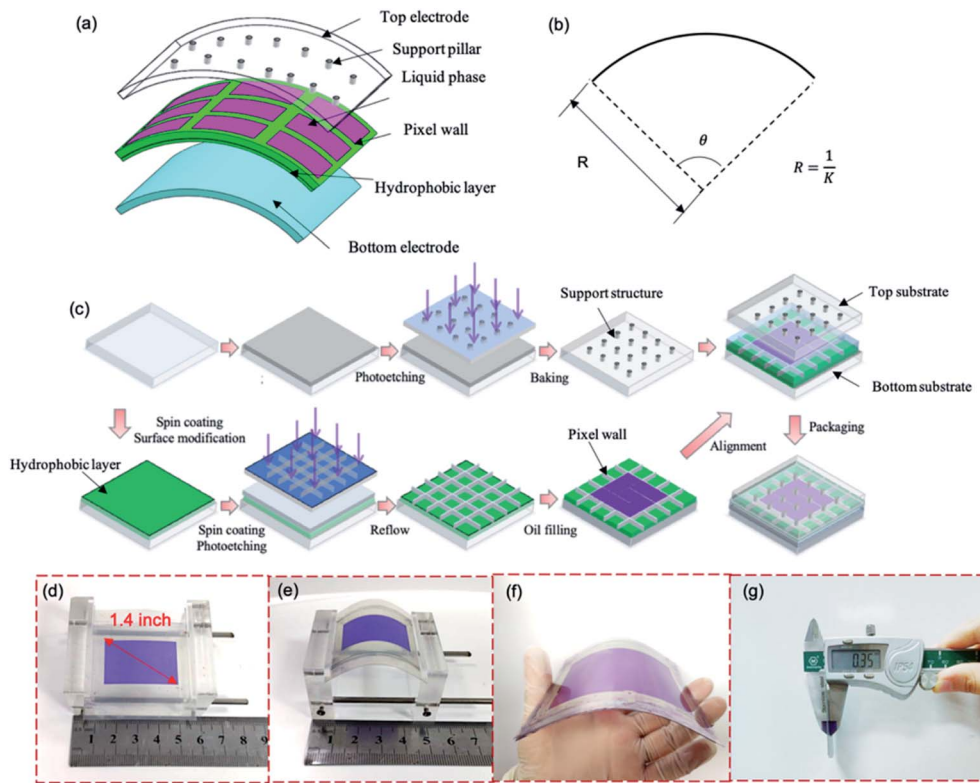 (a)
Top electrode
Support pillar
Liquid phase
Pixel wall
Hydrophobic layer
Bottom electrode
(b)
R
θ
R = 1/K
(c)
Photoetching
Baking
Support structure
Top substrate
Bottom substrate
Spin coating
Surface modification
Hydrophobic layer
Spin coating
Photoetching
Reflow
Oil filling
Pixel wall
Alignment
Packaging
(d)
1.4 inch
1 2 3 4 5 6 7 8 9
(e)
1 2 3 4 5 6 7
(f)
(g)
0.35